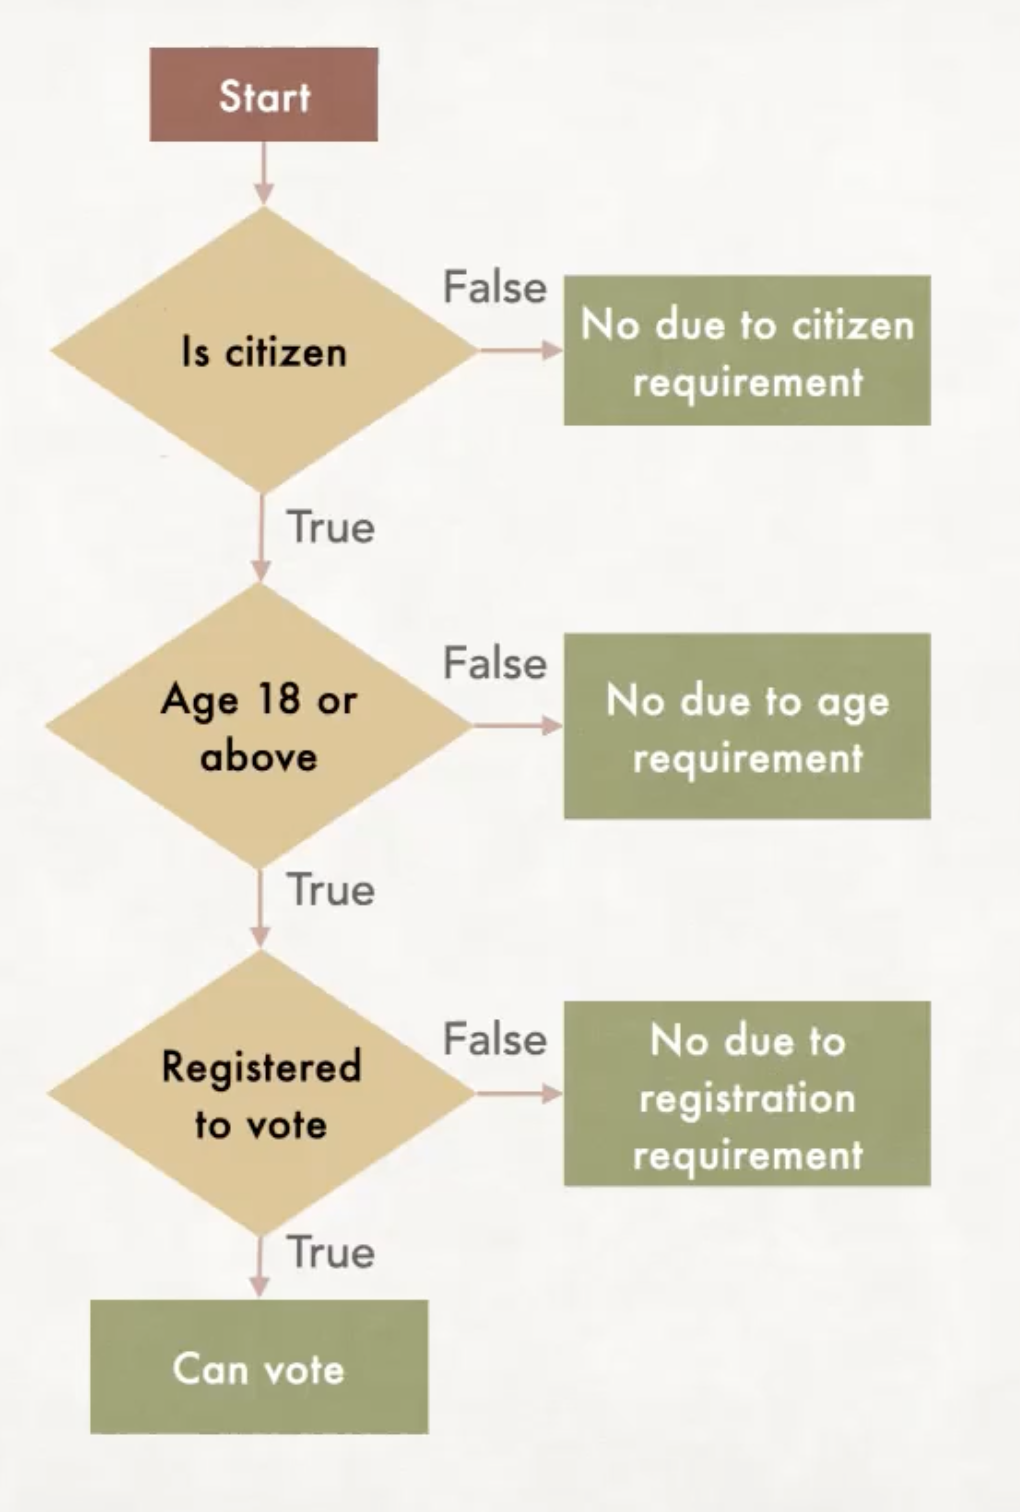 Start
False
Is citizen
No due to citizen
requirement
True
False
Age 18 or
above
No due to age
requirement
True
False
Registered
to vote
No due to
registration
requirement
True
Can vote